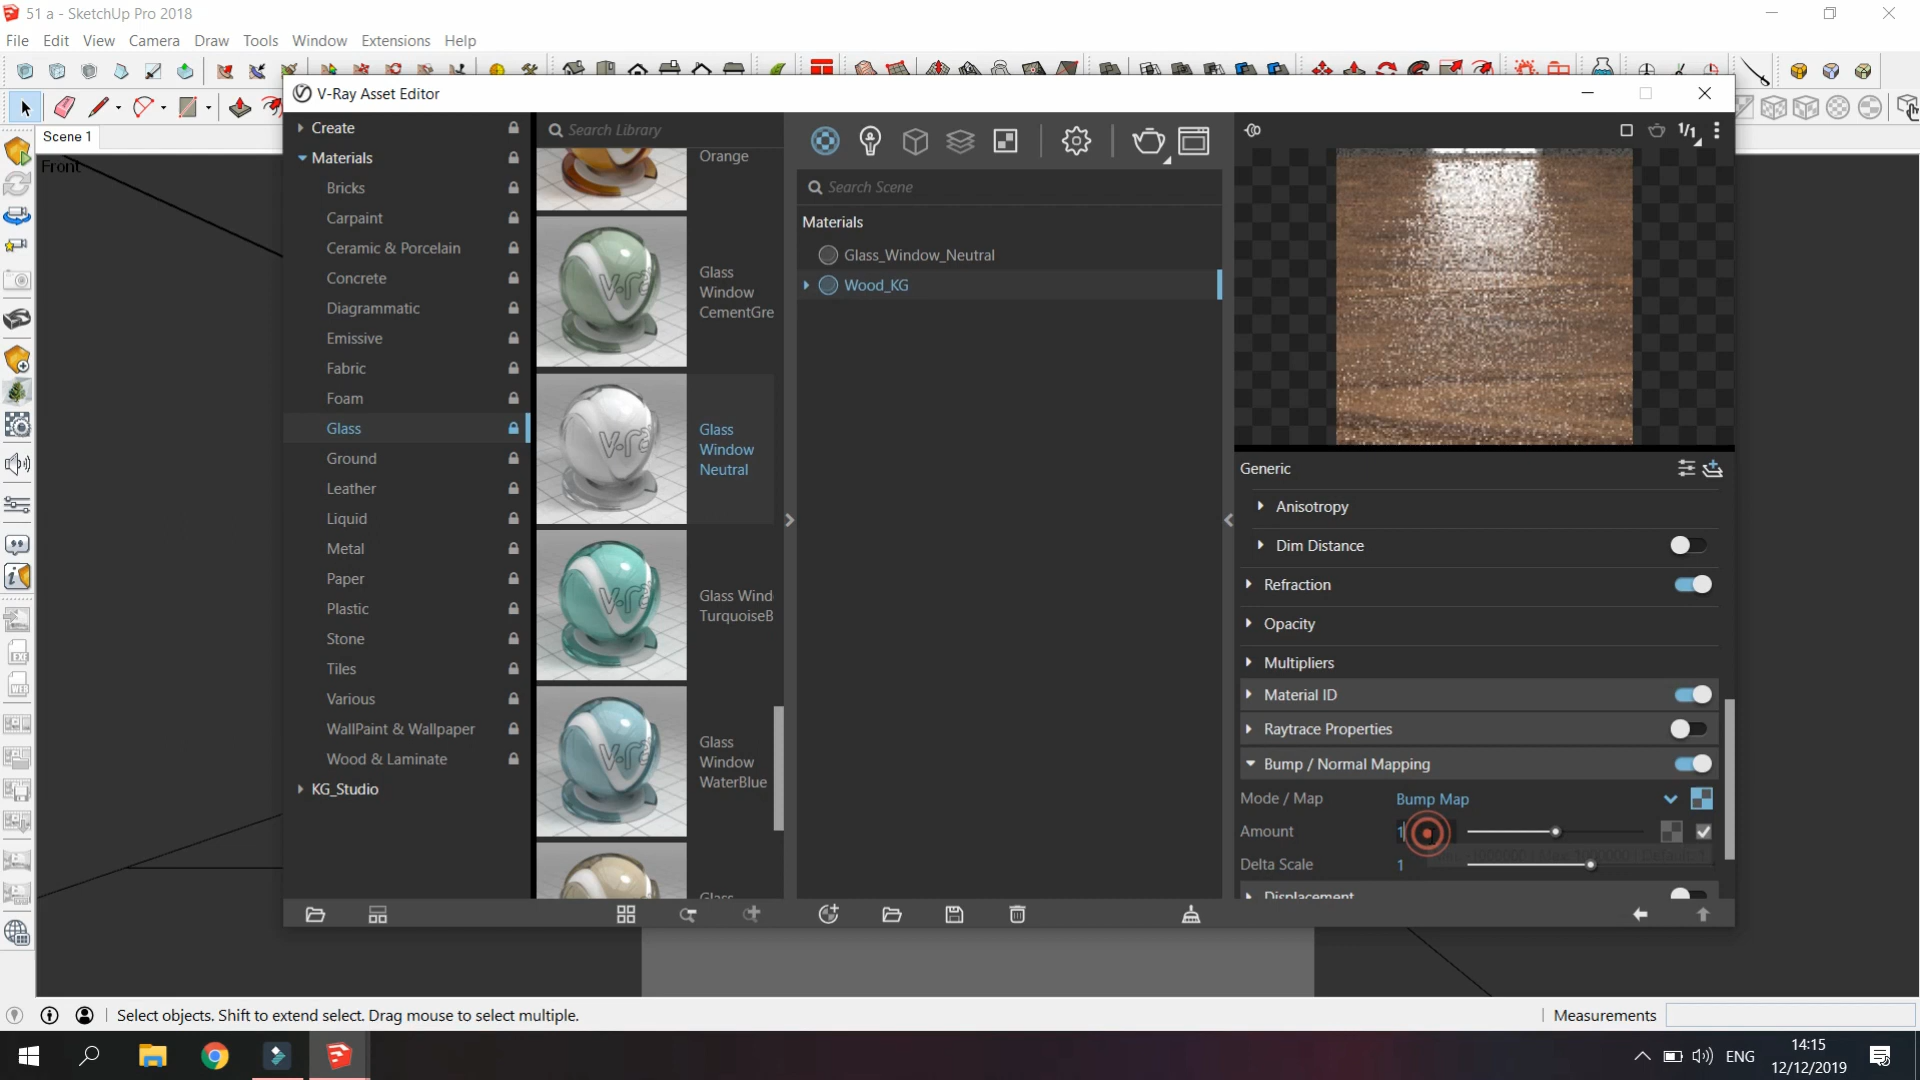 51 a - SketchUp Pro 2018
File Edit View Camera Draw Tools Window Extensions Help
V-Ray Asset Editor
Scene 1
Front
Create
Materials
Bricks
Carpaint
Ceramic & Porcelain
Concrete
Diagrammatic
Emissive
Fabric
Foam
Glass
Ground
Leather
Liquid
Metal
Paper
Plastic
Stone
Tiles
Various
WallPaint & Wallpaper
Wood & Laminate
KG_Studio
Search Library
Orange
Glass
Window
CementGre
Glass
Window
Neutral
Glass Wind
TurquoiseB
Glass
Window
WaterBlue
Glass
Search Scene
Materials
Glass_Window_Neutral
Wood_KG
1/1
Generic
Anisotropy
Dim Distance
Refraction
Opacity
Multipliers
Material ID
Raytrace Properties
Bump / Normal Mapping
Mode / Map Bump Map
Amount 1
Delta Scale 1
Displacement
Select objects. Shift to extend select. Drag mouse to select multiple.
Measurements
ENG
14:15
12/12/2019